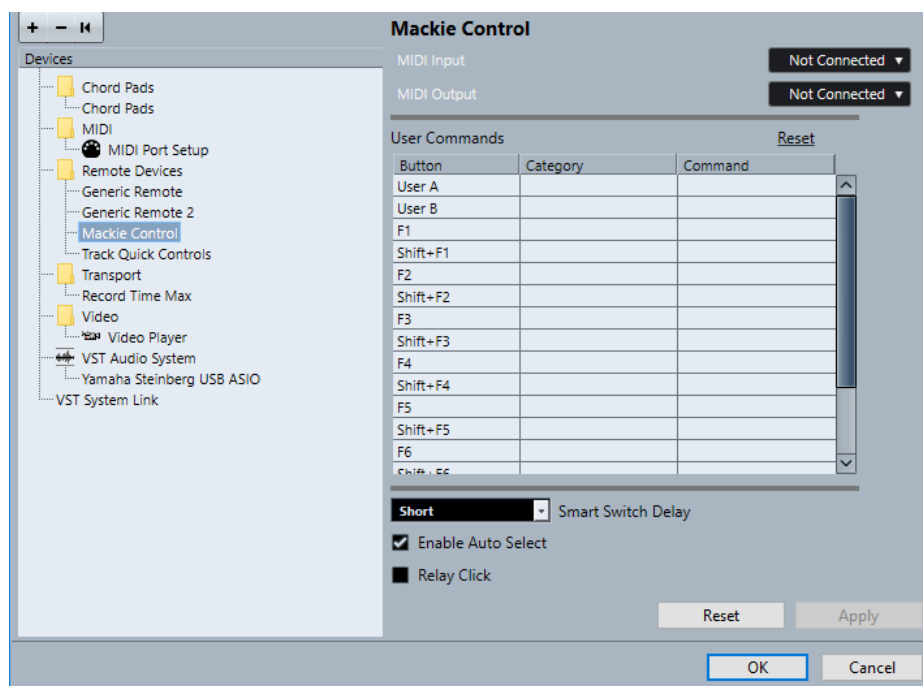 Mackie Control
Devices
Chord Pads
Chord Pads
MIDI
MIDI Port Setup
Remote Devices
Generic Remote
Generic Remote 2
Mackie Control
Track Quick Controls
Transport
Record Time Max
Video
Video Player
VST Audio System
Yamaha Steinberg USB ASIO
VST System Link
MIDI Input Not Connected
MIDI Output Not Connected
User Commands Reset
Button Category Command
User A
User B
F1
Shift+F1
F2
Shift+F2
F3
Shift+F3
F4
Shift+F4
F5
Shift+F5
F6
Shift+F6
Short Smart Switch Delay
Enable Auto Select
Relay Click
Reset Apply
OK Cancel